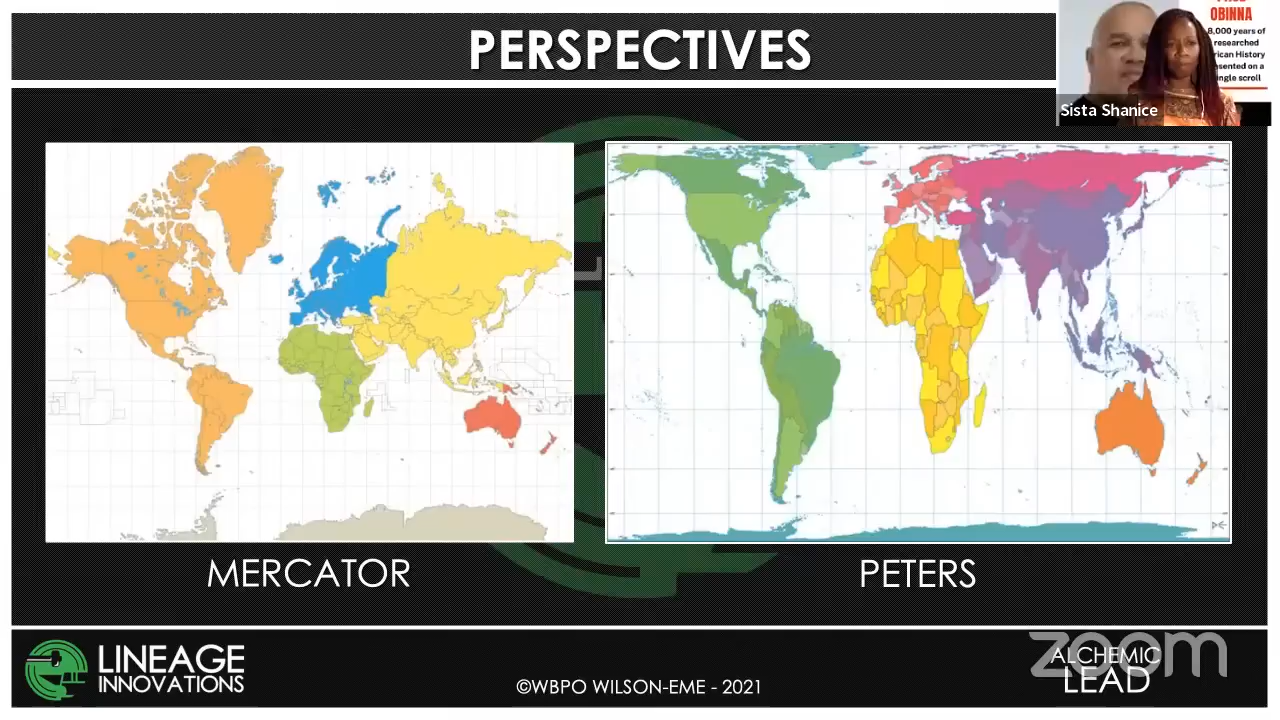 PERSPECTIVES
OBINNA
8,000 years of
researched
rican History
sented on a
ngle scroll
Sista Shanice
MERCATOR
PETERS
LINEAGE
INNOVATIONS
©WBPO WILSON-EME - 2021
zoom
ALCHEMIC
LEAD